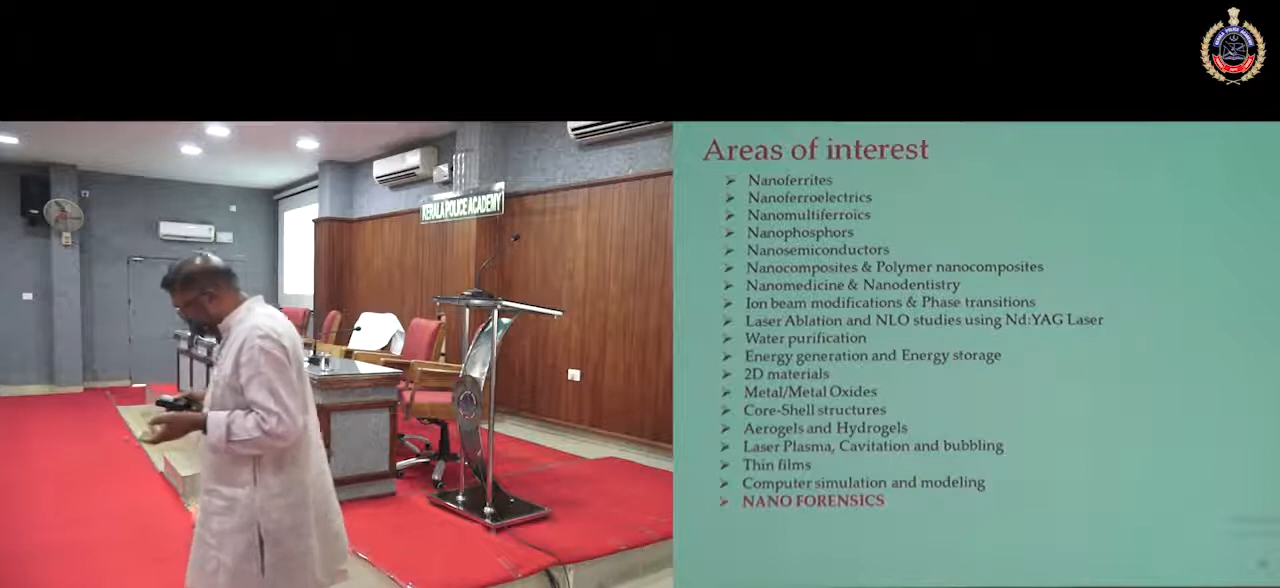 KERALA POLICE ACADEMY
Areas of interest
➢ Nanoferrites
➢ Nanoferroelectrics
➢ Nanomultiferroics
➢ Nanophosphors
➢ Nanosemiconductors
➢ Nanocomposites & Polymer nanocomposites
➢ Nanomedicine & Nanodentistry
➢ Ion beam modifications & Phase transitions
➢ Laser Ablation and NLO studies using Nd:YAG Laser
➢ Water purification
➢ Energy generation and Energy storage
➢ 2D materials
➢ Metal/Metal Oxides
➢ Core-Shell structures
➢ Aerogels and Hydrogels
➢ Laser Plasma, Cavitation and bubbling
➢ Thin films
➢ Computer simulation and modeling
➢ NANO FORENSICS